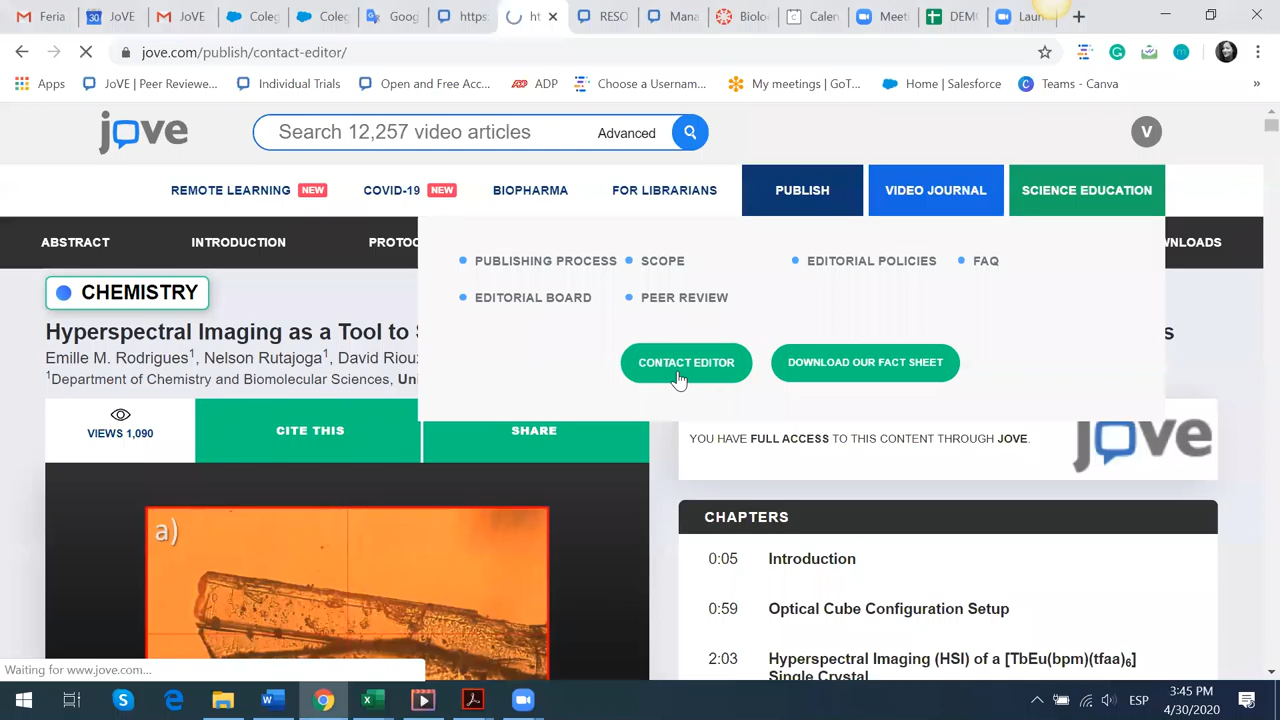 Feria
JoVE
JoVE
Coleg
Coleg
Goog
https:
ht
RESO
Mana
Biolo
Calen
Meeti
DEM
Laun
jove.com/publish/contact-editor/
Apps
JoVE | Peer Reviewe...
Individual Trials
Open and Free Acc...
ADP
Choose a Usernam...
My meetings | GoT...
Home | Salesforce
Teams - Canva
»
jove
Search 12,257 video articles
Advanced
V
REMOTE LEARNING NEW
COVID-19 NEW
BIOPHARMA
FOR LIBRARIANS
PUBLISH
VIDEO JOURNAL
SCIENCE EDUCATION
ABSTRACT
INTRODUCTION
PROTOC
WNLOADS
PUBLISHING PROCESS
SCOPE
EDITORIAL POLICIES
FAQ
EDITORIAL BOARD
PEER REVIEW
CONTACT EDITOR
DOWNLOAD OUR FACT SHEET
CHEMISTRY
Hyperspectral Imaging as a Tool to S
s
Emille M. Rodrigues1, Nelson Rutajoga1, David Rioux
1Department of Chemistry and Biomolecular Sciences, Uni
VIEWS 1,090
CITE THIS
SHARE
YOU HAVE FULL ACCESS TO THIS CONTENT THROUGH JOVE.
jove
a)
CHAPTERS
0:05 Introduction
0:59 Optical Cube Configuration Setup
2:03 Hyperspectral Imaging (HSI) of a [TbEu(bpm)(tfaa)6]
Single Crystal
Waiting for www.jove.com...
ESP
3:45 PM
4/30/2020